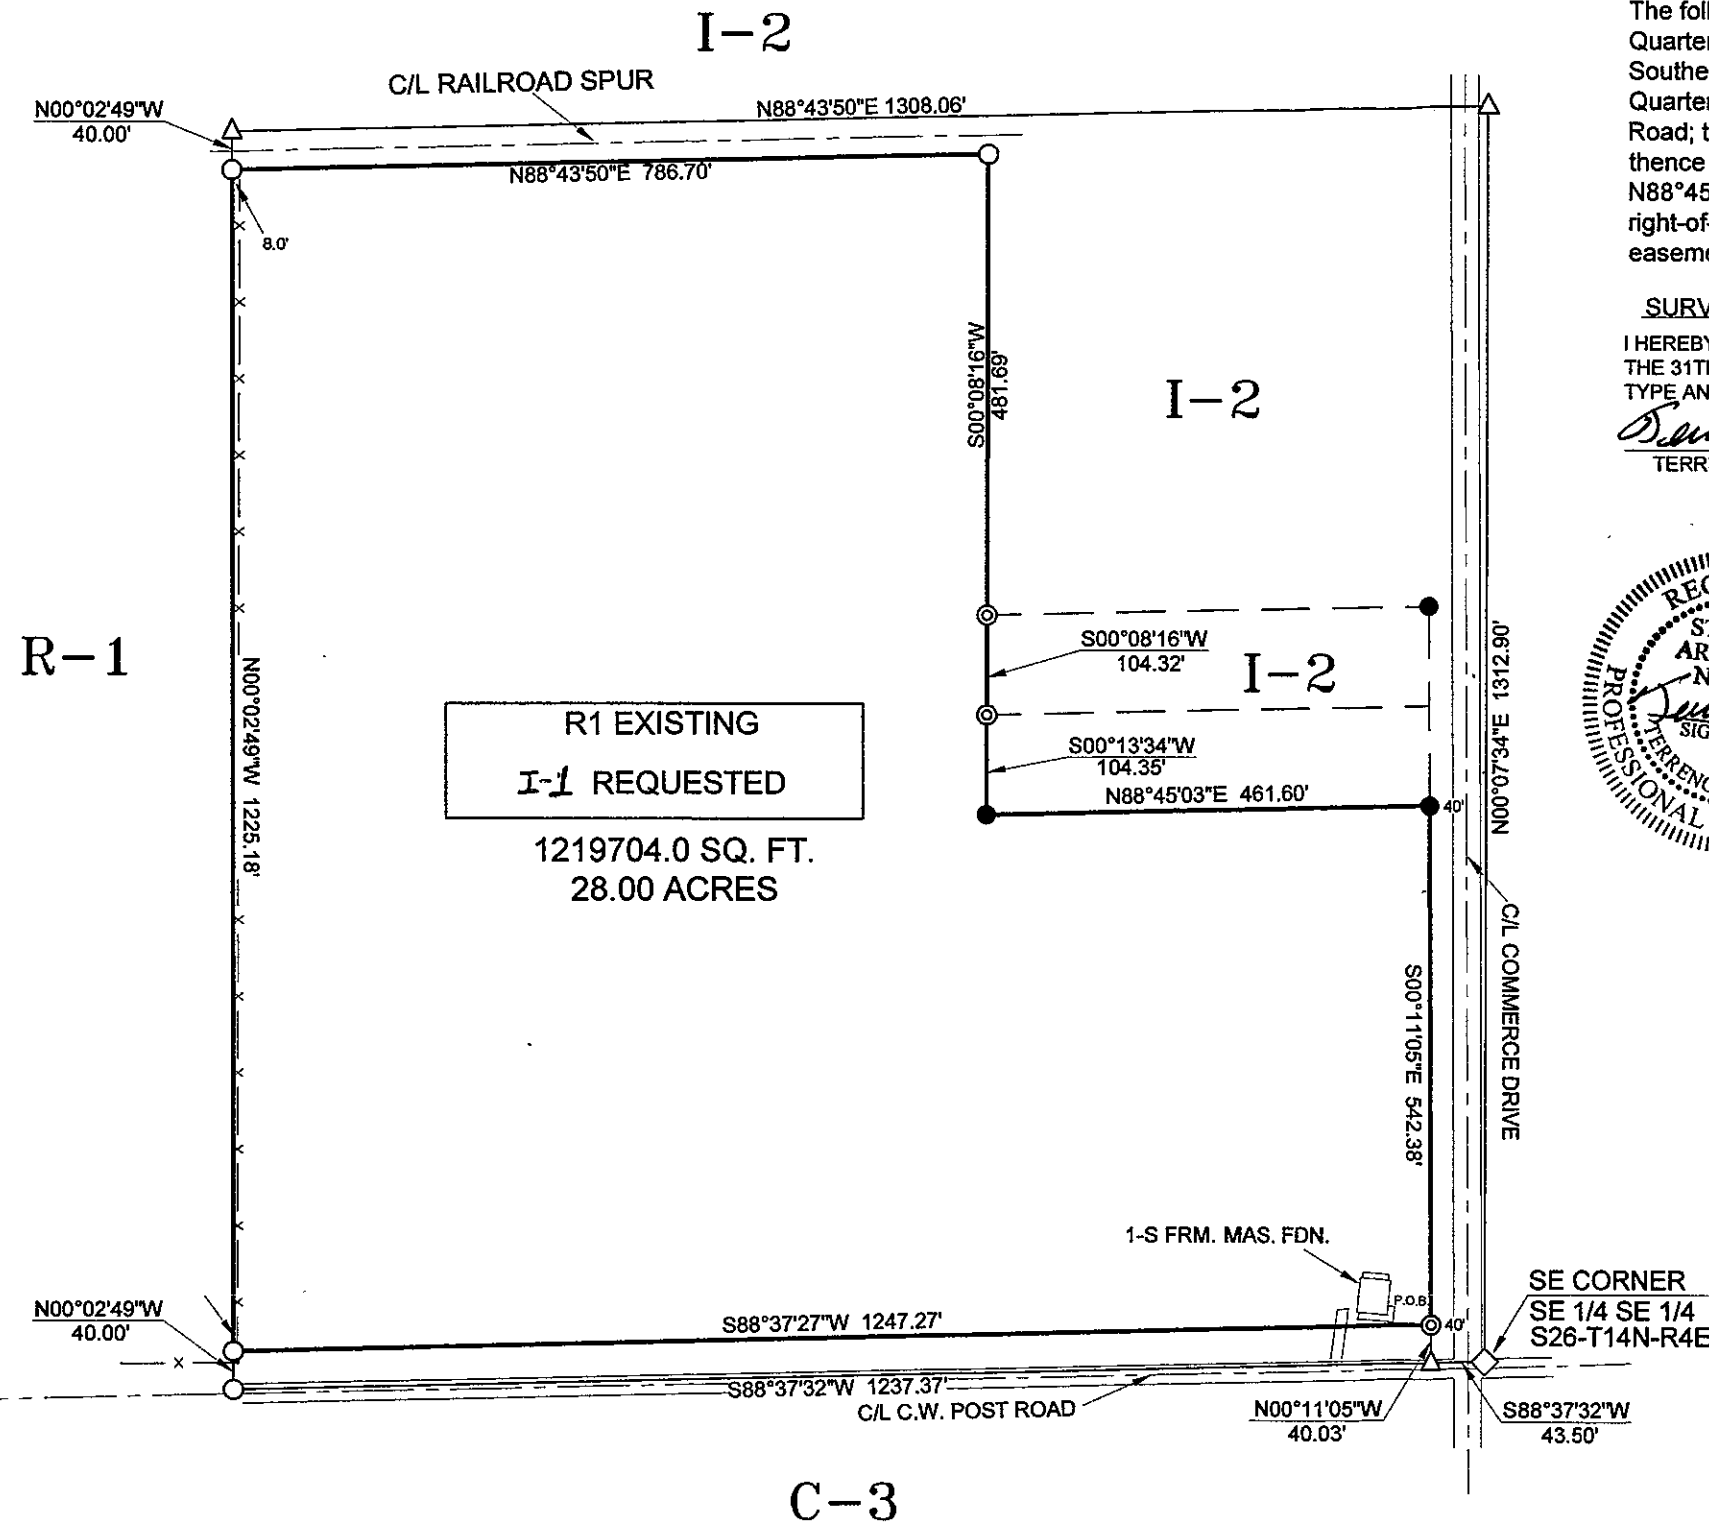 I-2
C/L RAILROAD SPUR
N00°02'49"W
40.00'
N88°43'50"E 1308.06'
N88°43'50"E 786.70'
8.0'
S00°08'16"W
481.69'
I-2
R-1
N00°02'49"W 1225.18'
S00°08'16"W
104.32'
I-2
S00°13'34"W
104.35'
N88°45'03"E 461.60'
40'
N00°07'34"E 1312.90'
R1 EXISTING
I-1 REQUESTED
1219704.0 SQ. FT.
28.00 ACRES
C/L COMMERCE DRIVE
S00°11'05"E 542.38'
1-S FRM. MAS. FDN.
P.O.B.
40'
SE CORNER
SE 1/4 SE 1/4
S26-T14N-R4E
N00°02'49"W
40.00'
S88°37'27"W 1247.27'
S88°37'32"W 1237.37'
C/L C.W. POST ROAD
N00°11'05"W
40.03'
S88°37'32"W
43.50'
C-3
The foll
Quarter
Southe
Quarter
Road; t
thence
N88°45
right-of-
easeme
SURV
I HEREBY
THE 31TH
TYPE AN
TERR
REG
ST
AR
N
SIG
TERRENC
PROFESSIONAL